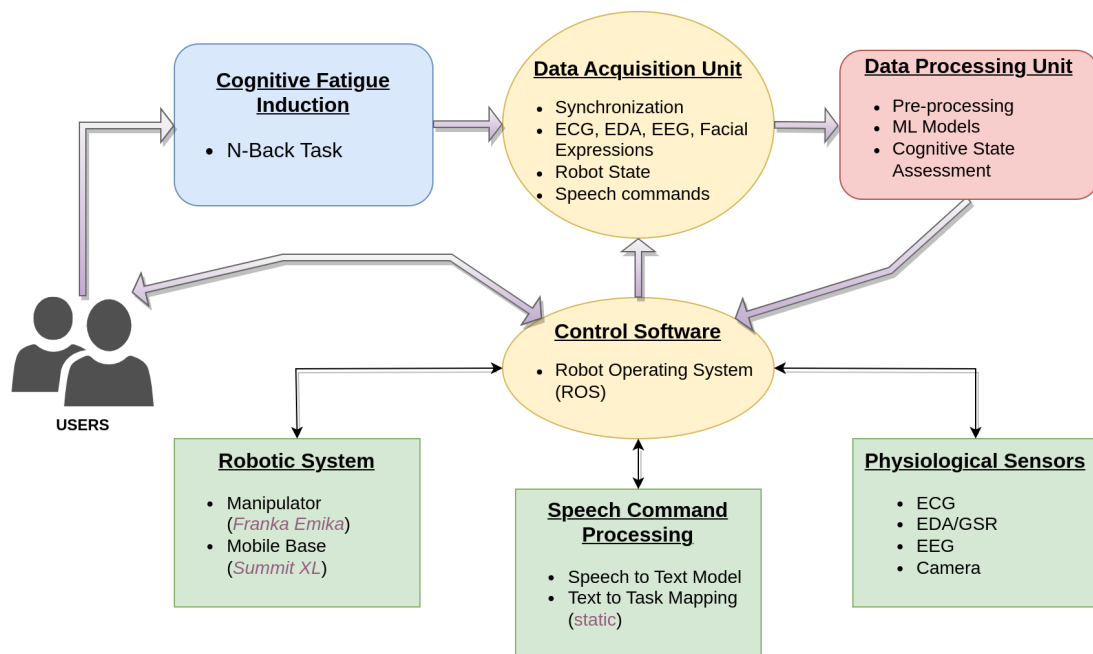 Cognitive Fatigue
Induction
• N-Back Task
Data Acquisition Unit
• Synchronization
• ECG, EDA, EEG, Facial
Expressions
• Robot State
• Speech commands
Data Processing Unit
• Pre-processing
• ML Models
• Cognitive State
Assessment
USERS
Control Software
• Robot Operating System
(ROS)
Robotic System
• Manipulator
(Franka Emika)
• Mobile Base
(Summit XL)
Speech Command
Processing
• Speech to Text Model
• Text to Task Mapping
(static)
Physiological Sensors
• ECG
• EDA/GSR
• EEG
• Camera